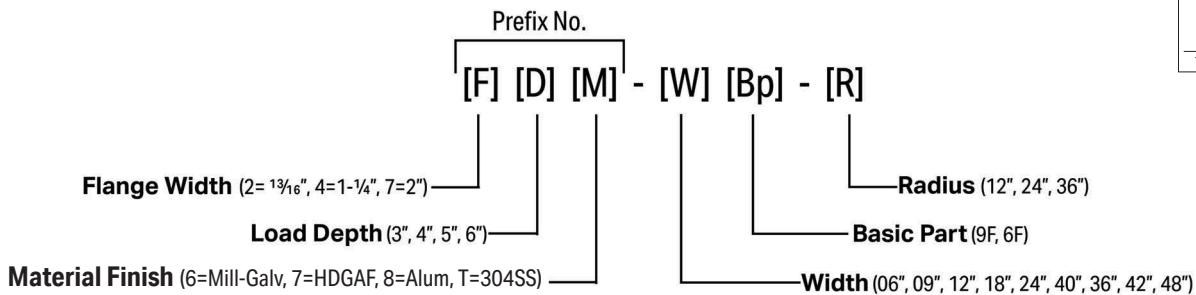 Prefix No.
[F] [D] [M] - [W] [Bp] - [R]
Flange Width (2= ¹³⁄₁₆", 4=1-¼", 7=2")
Radius (12", 24", 36")
Load Depth (3", 4", 5", 6")
Basic Part (9F, 6F)
Material Finish (6=Mill-Galv, 7=HDGAF, 8=Alum, T=304SS)
Width (06", 09", 12", 18", 24", 40", 36", 42", 48")